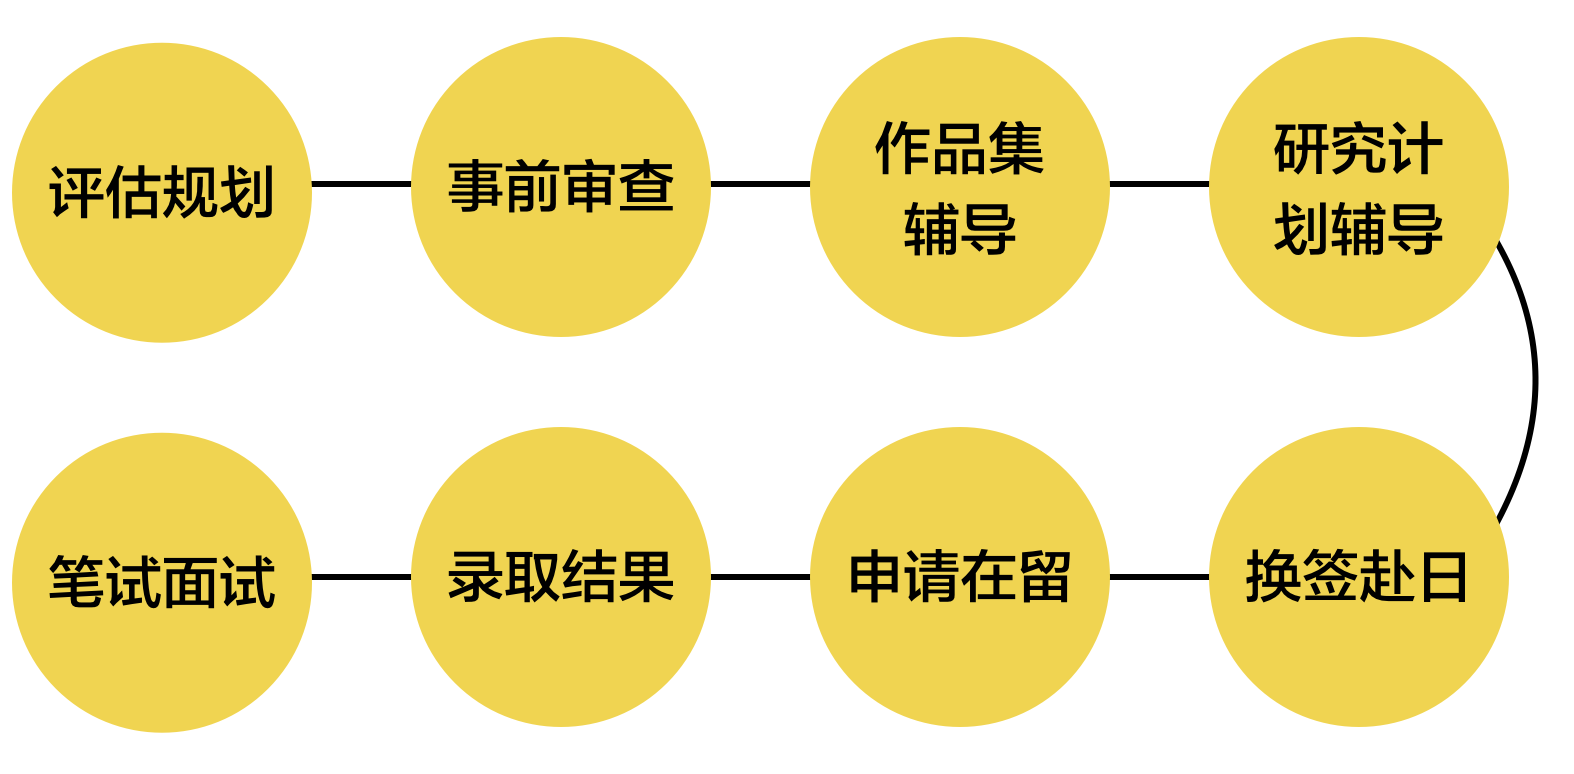 评估规划
事前审查
作品集
辅导
研究计
划辅导
笔试面试
录取结果
申请在留
换签赴日